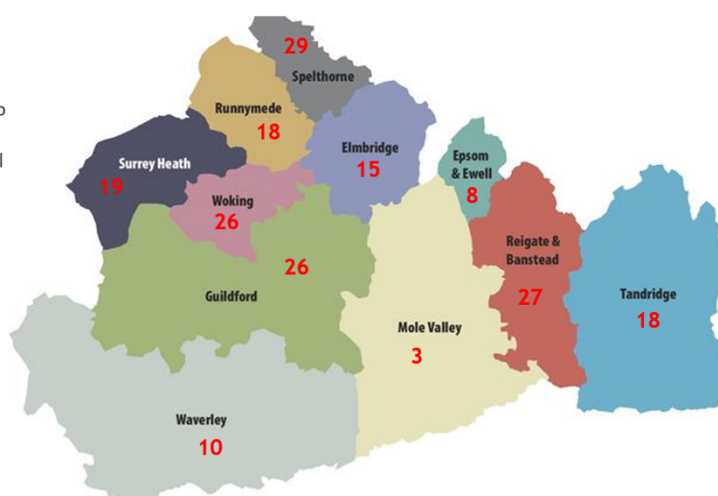 29
Spelthorne
Runnymede
18
Elmbridge
15
Surrey Heath
19
Epsom
& Ewell
8
Woking
26
Reigate &
Banstead
27
26
Guildford
Tandridge
18
Mole Valley
3
Waverley
10